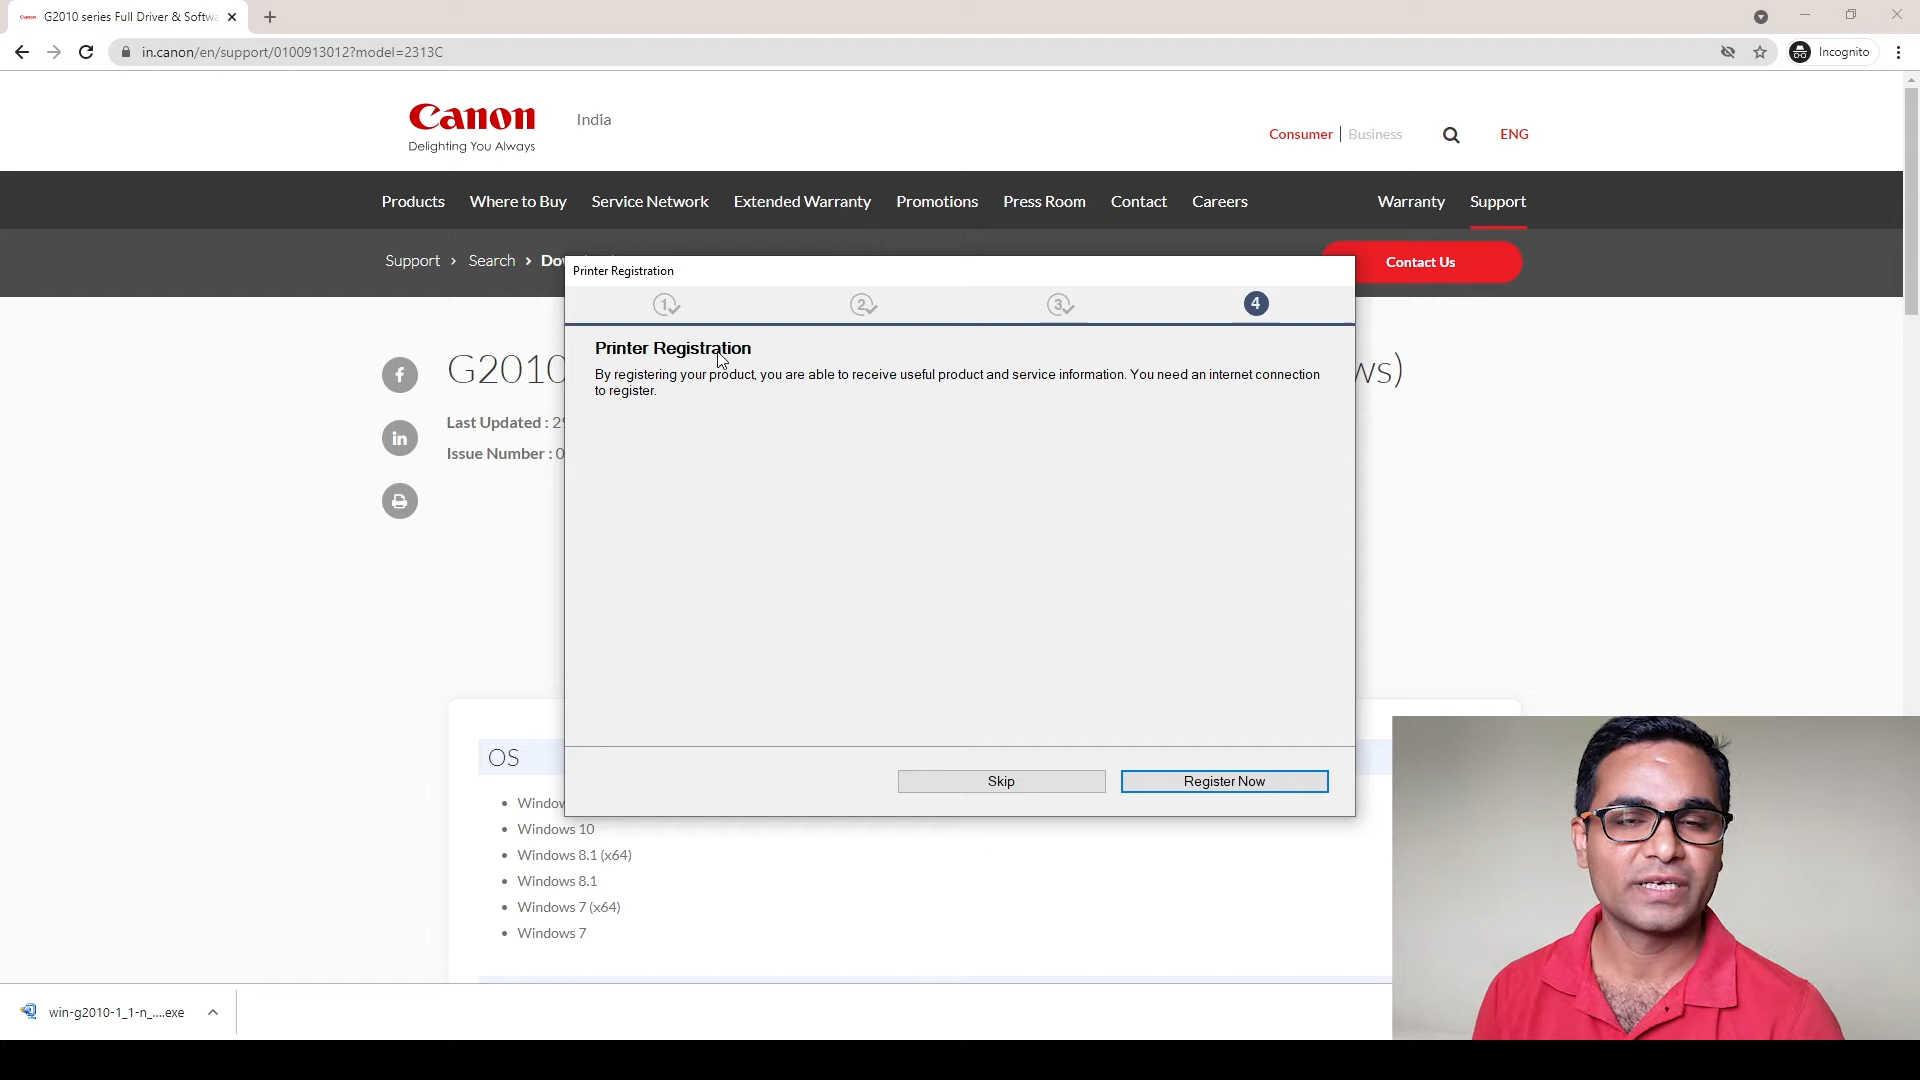 Canon
G2010 series Full Driver & Softwa
in.canon/en/support/0100913012?model=2313C
Incognito
Canon
Delighting You Always
India
Consumer
Business
ENG
Products
Where to Buy
Service Network
Extended Warranty
Promotions
Press Room
Contact
Careers
Warranty
Support
Support > Search >
Contact Us
Printer Registration
1
2
3
4
Printer Registration
By registering your product, you are able to receive useful product and service information. You need an internet connection
to register.
G2010
ws)
Last Updated :
Issue Number :
OS
Windows 10
Windows 8.1 (x64)
Windows 8.1
Windows 7 (x64)
Windows 7
Skip
Register Now
win-g2010-1_1-n_....exe